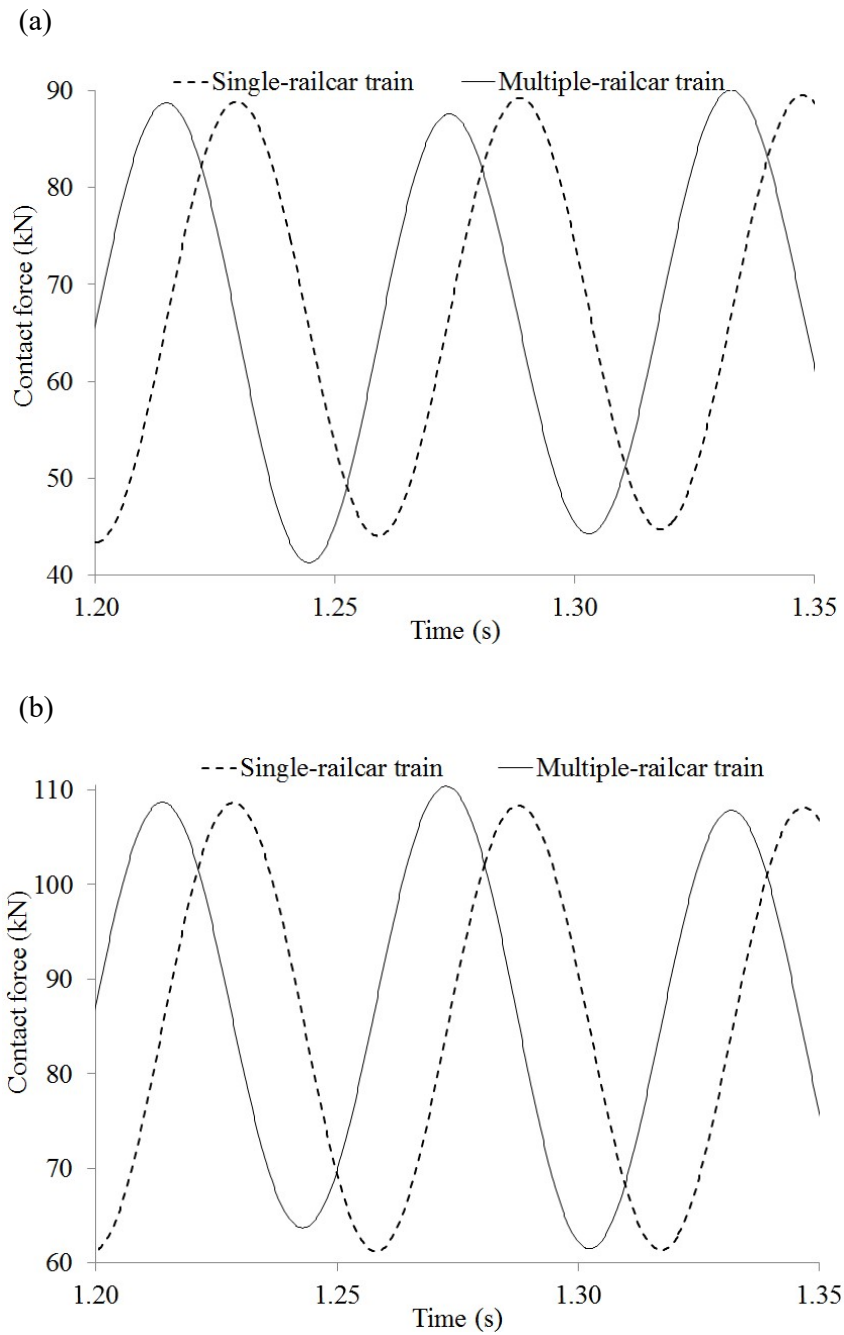 (a)
Single-railcar train Multiple-railcar train
90
80
70
60
50
40
Contact force (kN)
1.20 1.25 1.30 1.35
Time (s)
(b)
Single-railcar train Multiple-railcar train
110
100
90
80
70
60
Contact force (kN)
1.20 1.25 1.30 1.35
Time (s)